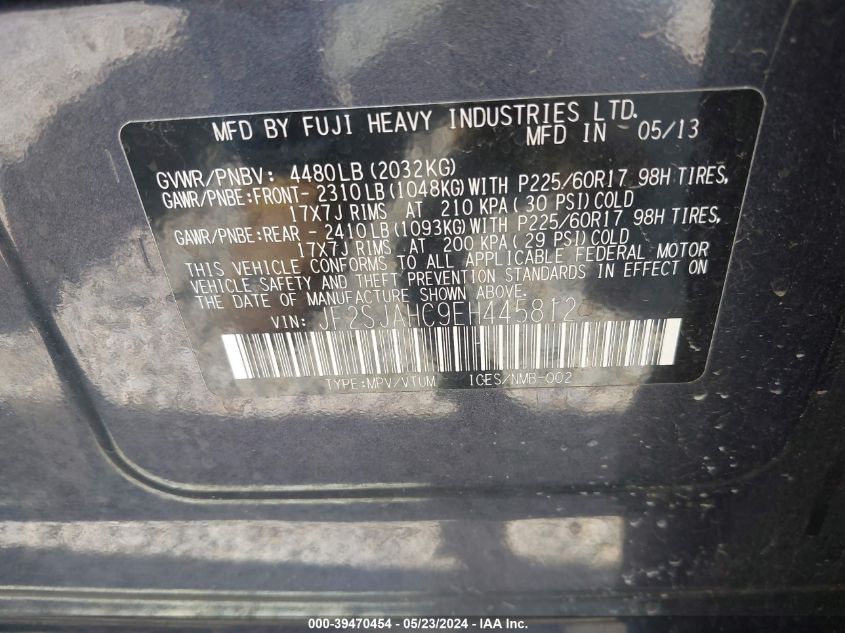 MFD BY FUJI HEAVY INDUSTRIES LTD.
MFD IN 05/13
GVWR/PNBV: 4480LB (2032KG)
GAWR/PNBE:FRONT- 2310LB (1048KG) WITH P225/60R17 98H TIRES,
17X7J RIMS AT 210 KPA ( 30 PSI) COLD
GAWR/PNBE:REAR - 2410LB (1093KG) WITH P225/60R17 98H TIRES,
17X7J RIMS AT 200 KPA ( 29 PSI) COLD
THIS VEHICLE CONFORMS TO ALL APPLICABLE FEDERAL MOTOR
VEHICLE SAFETY AND THEFT PREVENTION STANDARDS IN EFFECT ON
THE DATE OF MANUFACTURE SHOWN ABOVE.
VIN: JF2SJAHC9EH445812
TYPE:MPV/VTUM ICES/NMB-002
000-39470454 - 05/23/2024 - IAA Inc.